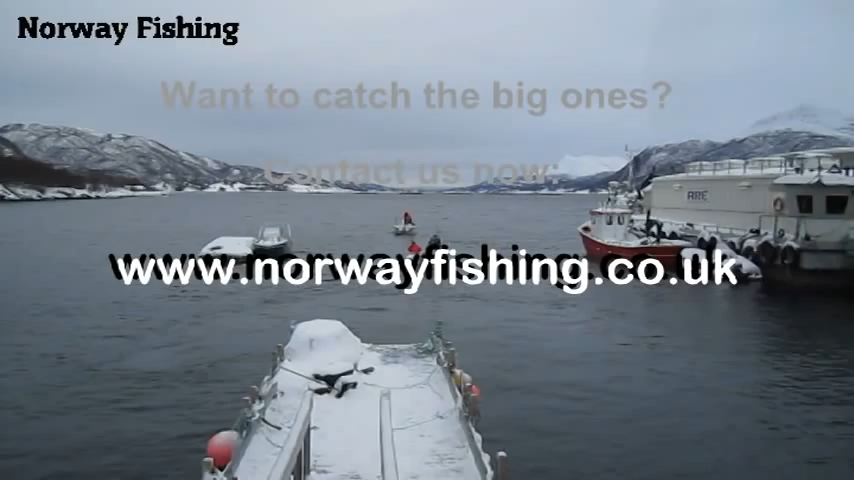 Norway Fishing
Want to catch the big ones?
Contact us now:
www.norwayfishing.co.uk